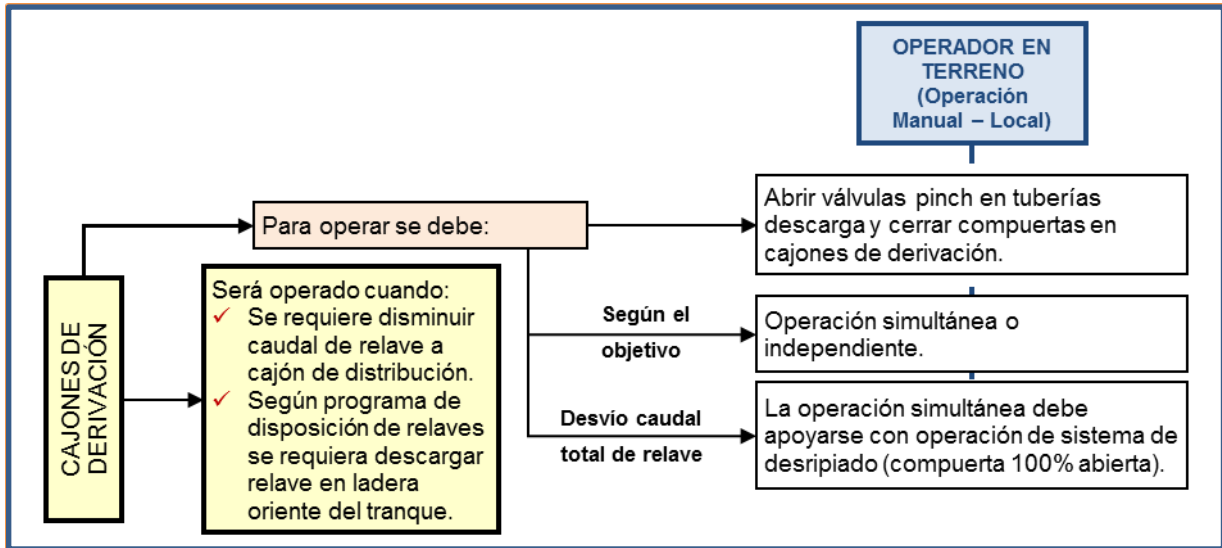 OPERADOR EN
TERRENO
(Operación
Manual – Local)
Para operar se debe:
Abrir válvulas pinch en tuberías
descarga y cerrar compuertas en
cajones de derivación.
CAJONES DE
DERIVACIÓN
Será operado cuando:
✓ Se requiere disminuir
caudal de relave a
cajón de distribución.
✓ Según programa de
disposición de relaves
se requiera descargar
relave en ladera
oriente del tranque.
Según el
objetivo
Operación simultánea o
independiente.
Desvío caudal
total de relave
La operación simultánea debe
apoyarse con operación de sistema de
desripiado (compuerta 100% abierta).